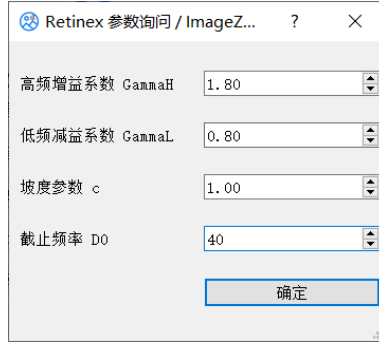 Retinex 参数询问 / ImageZ...
高频增益系数 GammaH 1.80
低频减益系数 GammaL 0.80
坡度参数 c 1.00
截止频率 D0 40
确定